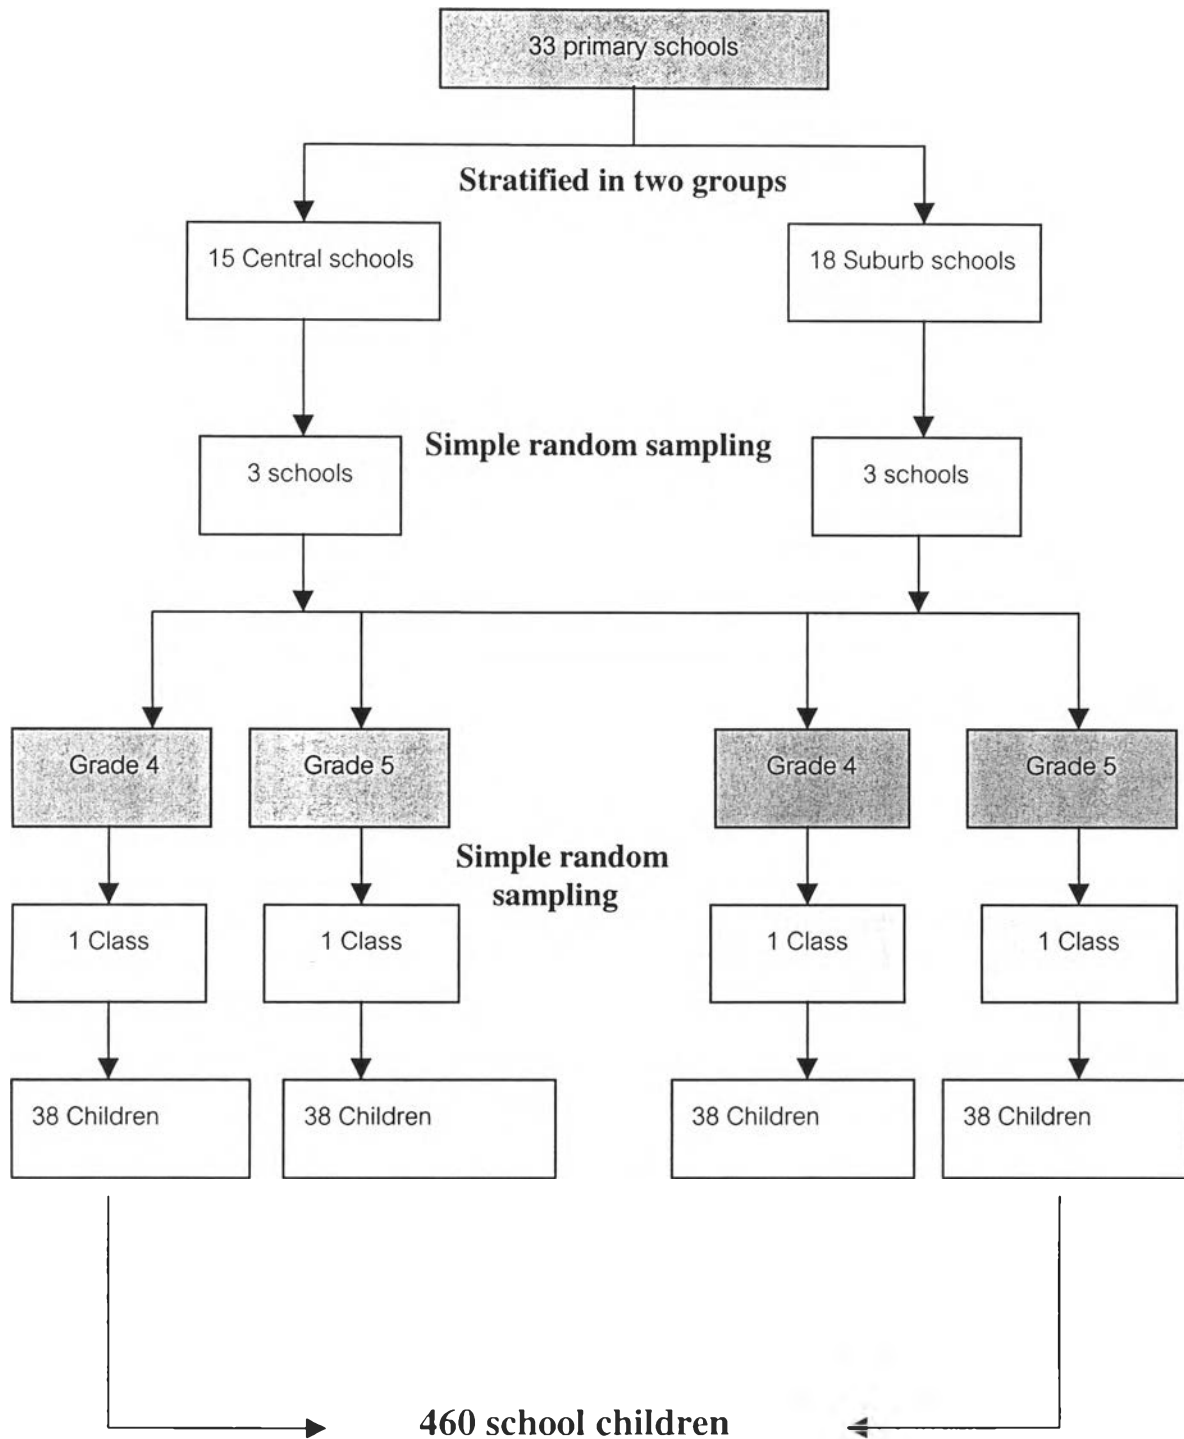 33 primary schools
Stratified in two groups
15 Central schools
18 Suburb schools
Simple random sampling
3 schools
3 schools
Grade 4
Grade 5
Grade 4
Grade 5
Simple random
sampling
1 Class
1 Class
1 Class
1 Class
38 Children
38 Children
38 Children
38 Children
460 school children